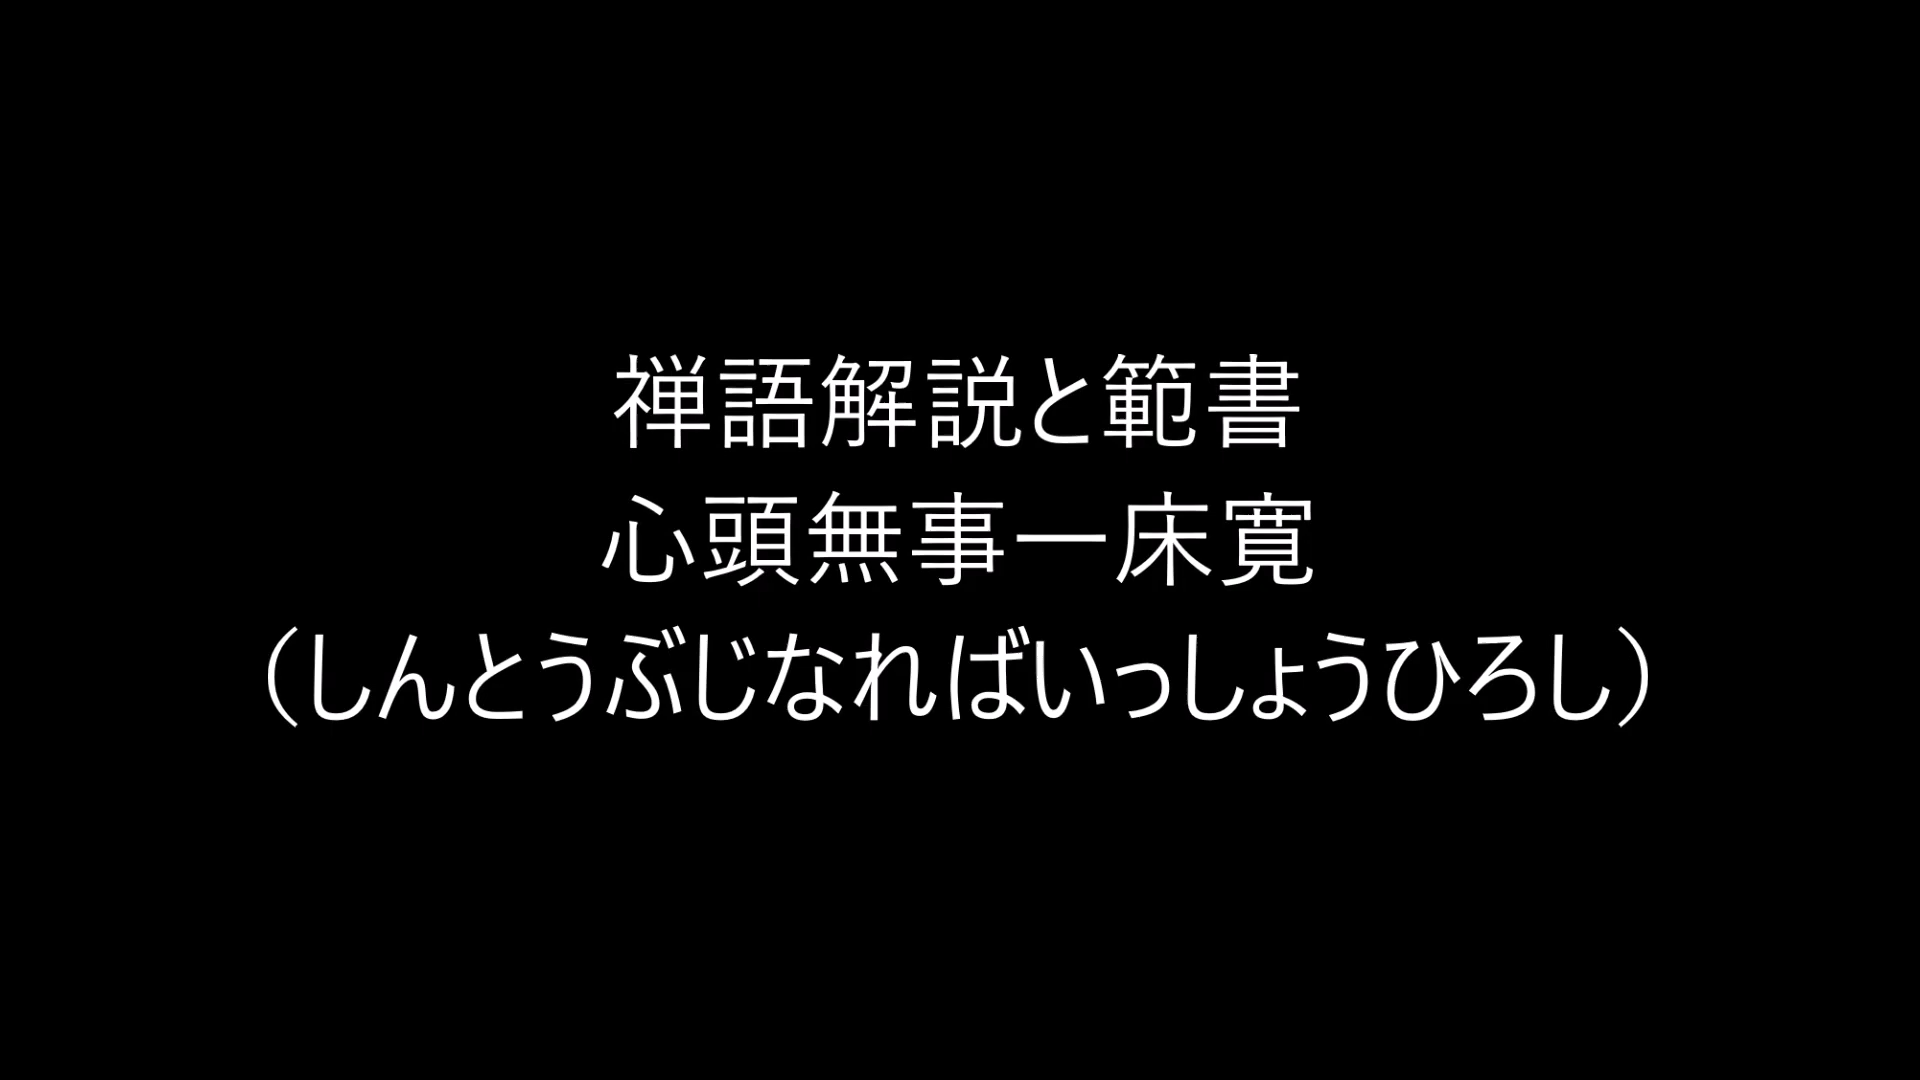 禅語解説と範書
心頭無事一床寛
（しんとうぶじなればいっしょうひろし）